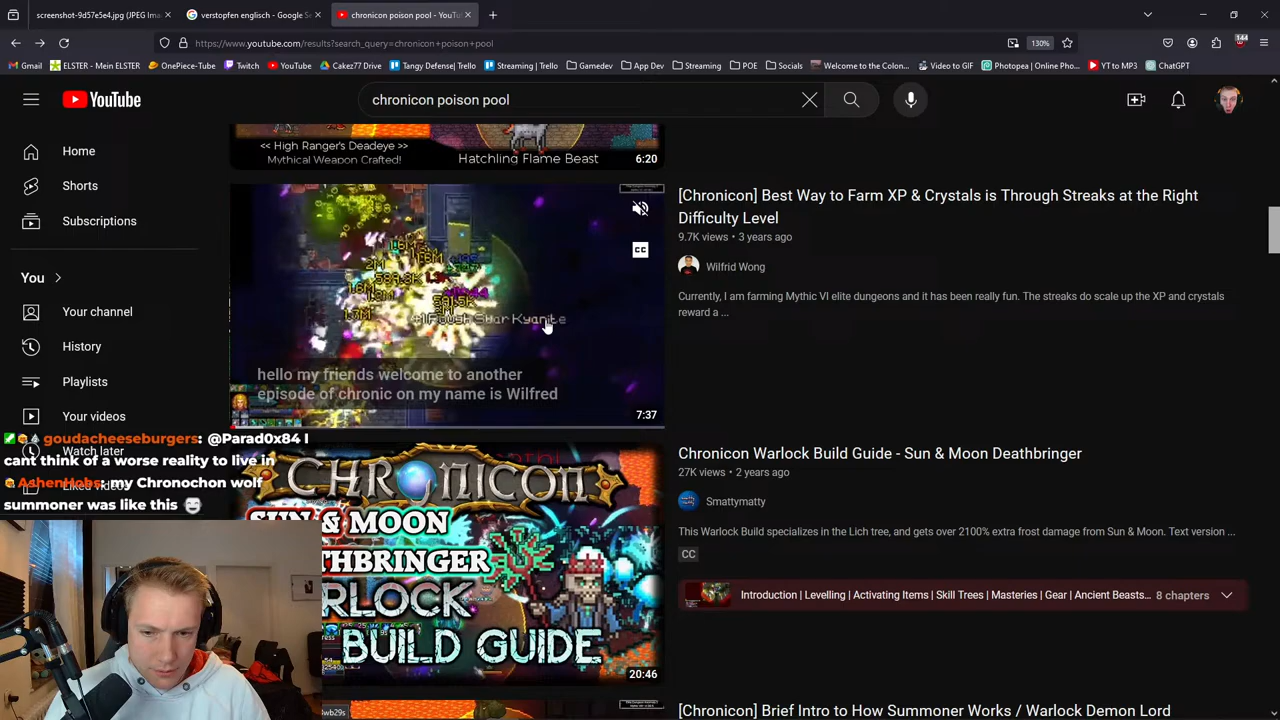 screenshot-9d57e5e4.jpg (JPEG Ima
verstopfen englisch - Google Se
chronicon poison pool - YouTu
https://www.youtube.com/results?search_query=chronicon+poison+pool
130%
144
Gmail
ELSTER - Mein ELSTER
OnePiece-Tube
Twitch
YouTube
Cakez77 Drive
Tangy Defense| Trello
Streaming | Trello
Gamedev
App Dev
Streaming
POE
Socials
Welcome to the Colon...
Video to GIF
Photopea | Online Pho...
YT to MP3
ChatGPT
YouTube
chronicon poison pool
Home
Shorts
Subscriptions
You
Your channel
History
Playlists
Your videos
Watch later
<< High Ranger's Deadeye >>
Mythical Weapon Crafted!
Hatchling Flame Beast
6:20
CC
+1 Rough Star Kyanite
hello my friends welcome to another
episode of chronic on my name is Wilfred
7:37
[Chronicon] Best Way to Farm XP & Crystals is Through Streaks at the Right
Difficulty Level
9.7K views • 3 years ago
Wilfrid Wong
Currently, I am farming Mythic VI elite dungeons and it has been really fun. The streaks do scale up the XP and crystals
reward a ...
goudacheeseburgers: @Parad0x84 I
cant think of a worse reality to live in
AshenHobs: my Chronochon wolf
summoner was like this
CHRONICON
SUN & MOON
THBRINGER
RLOCK
BUILD GUIDE
20:46
Chronicon Warlock Build Guide - Sun & Moon Deathbringer
27K views • 2 years ago
Smattymatty
This Warlock Build specializes in the Lich tree, and gets over 2100% extra frost damage from Sun & Moon. Text version ...
CC
Introduction | Levelling | Activating Items | Skill Trees | Masteries | Gear | Ancient Beasts...
8 chapters
[Chronicon] Brief Intro to How Summoner Works / Warlock Demon Lord